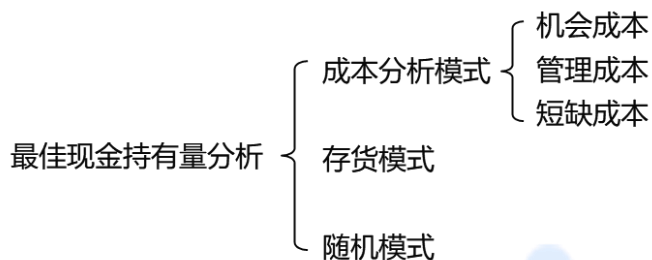 机会成本
成本分析模式
管理成本
短缺成本
最佳现金持有量分析
存货模式
随机模式